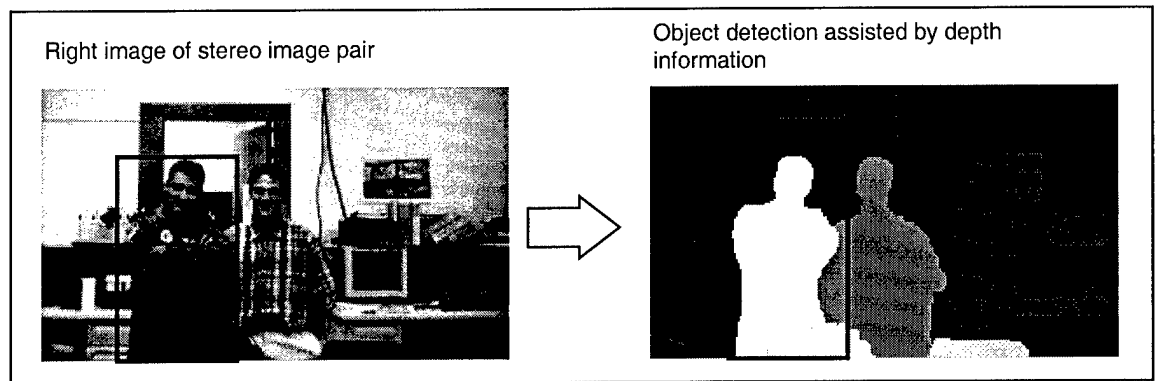 Right image of stereo image pair
Object detection assisted by depth
information